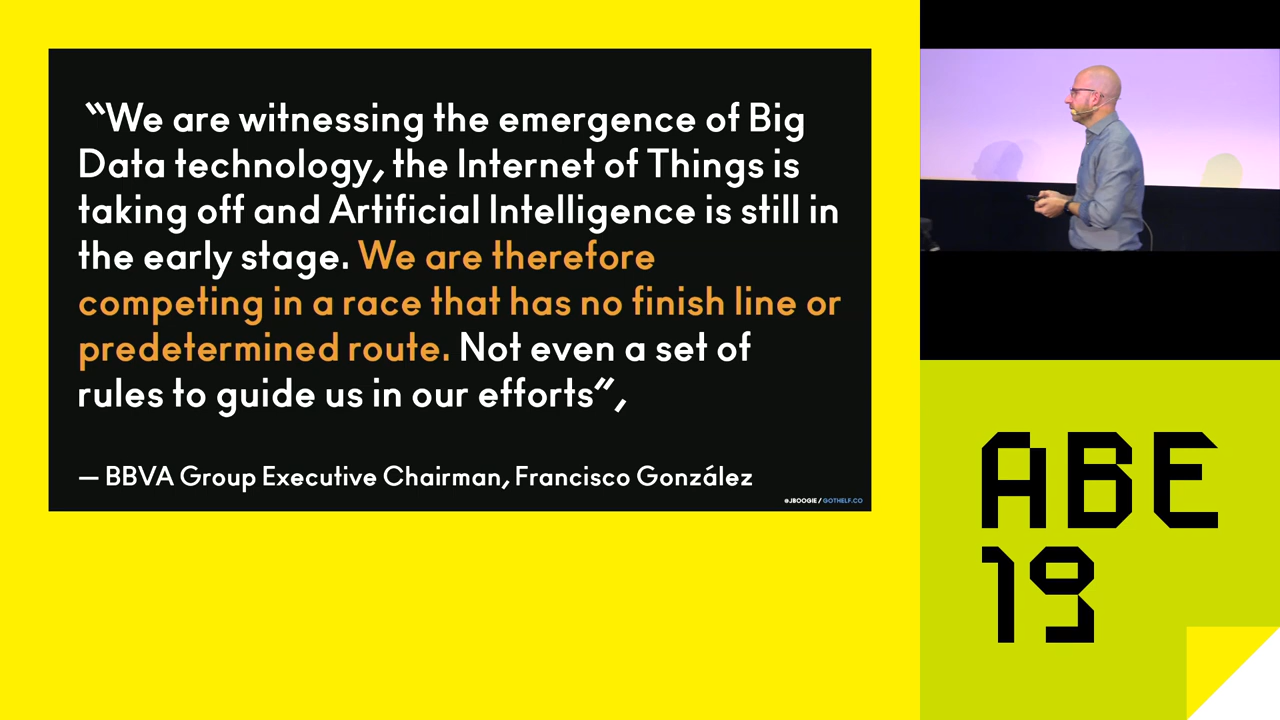 “We are witnessing the emergence of Big
Data technology, the Internet of Things is
taking off and Artificial Intelligence is still in
the early stage. We are therefore
competing in a race that has no finish line or
predetermined route. Not even a set of
rules to guide us in our efforts”,
— BBVA Group Executive Chairman, Francisco González
@JBOOGIE / GOTHELF.CO
ABE
19